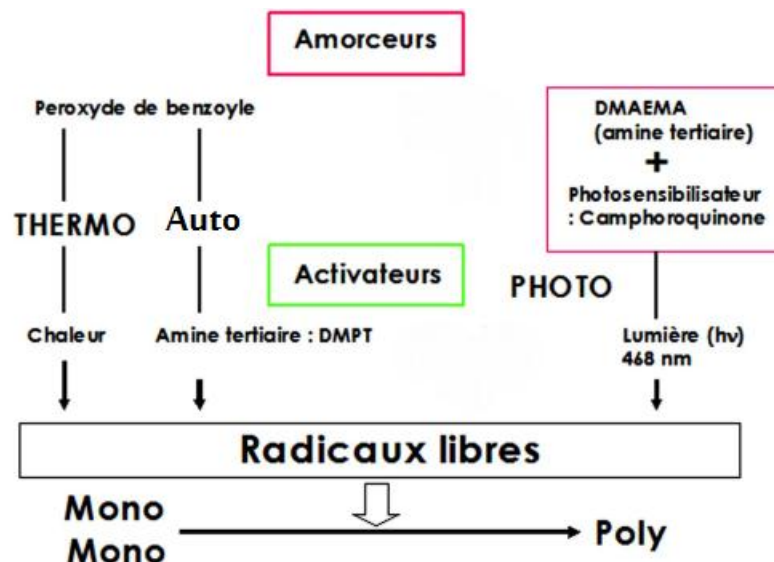 Amorceurs
Peroxyde de benzoyle
DMAEMA
(amine tertiaire)
+
Photosensibilisateur
: Camphoroquinone
THERMO
Auto
Activateurs
PHOTO
Chaleur
Amine tertiaire : DMPT
Lumière (hν)
468 nm
Radicaux libres
Mono
Mono
Poly